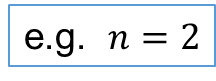 e.g. n = 2